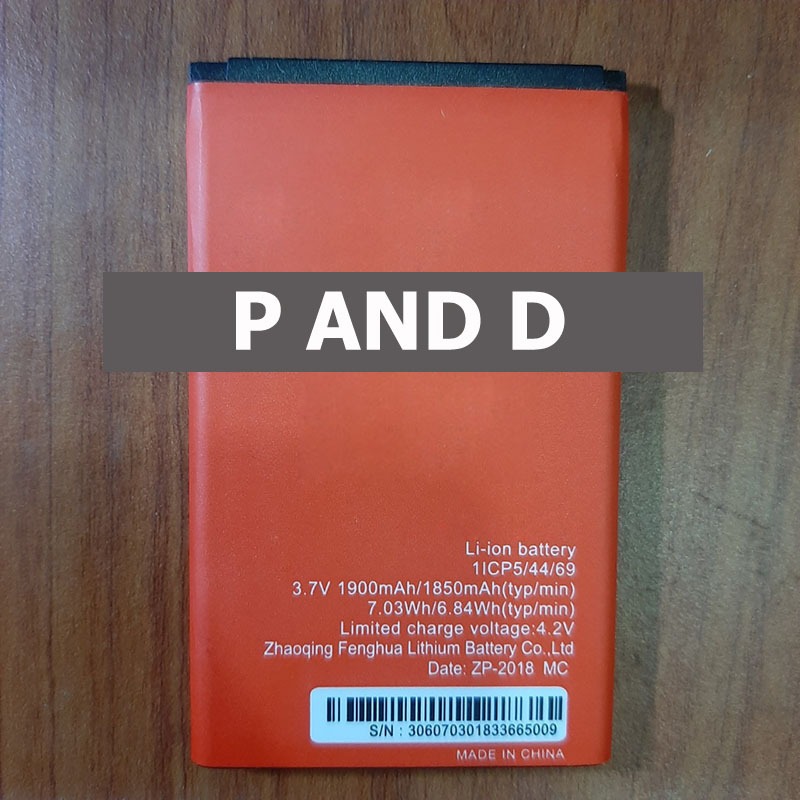 P AND D
Li-ion battery
1ICP5/44/69
3.7V 1900mAh/1850mAh(typ/min)
7.03Wh/6.84Wh(typ/min)
Limited charge voltage:4.2V
Zhaoqing Fenghua Lithium Battery Co.,Ltd
Date: ZP-2018 MC
S/N : 306070301833665009
MADE IN CHINA